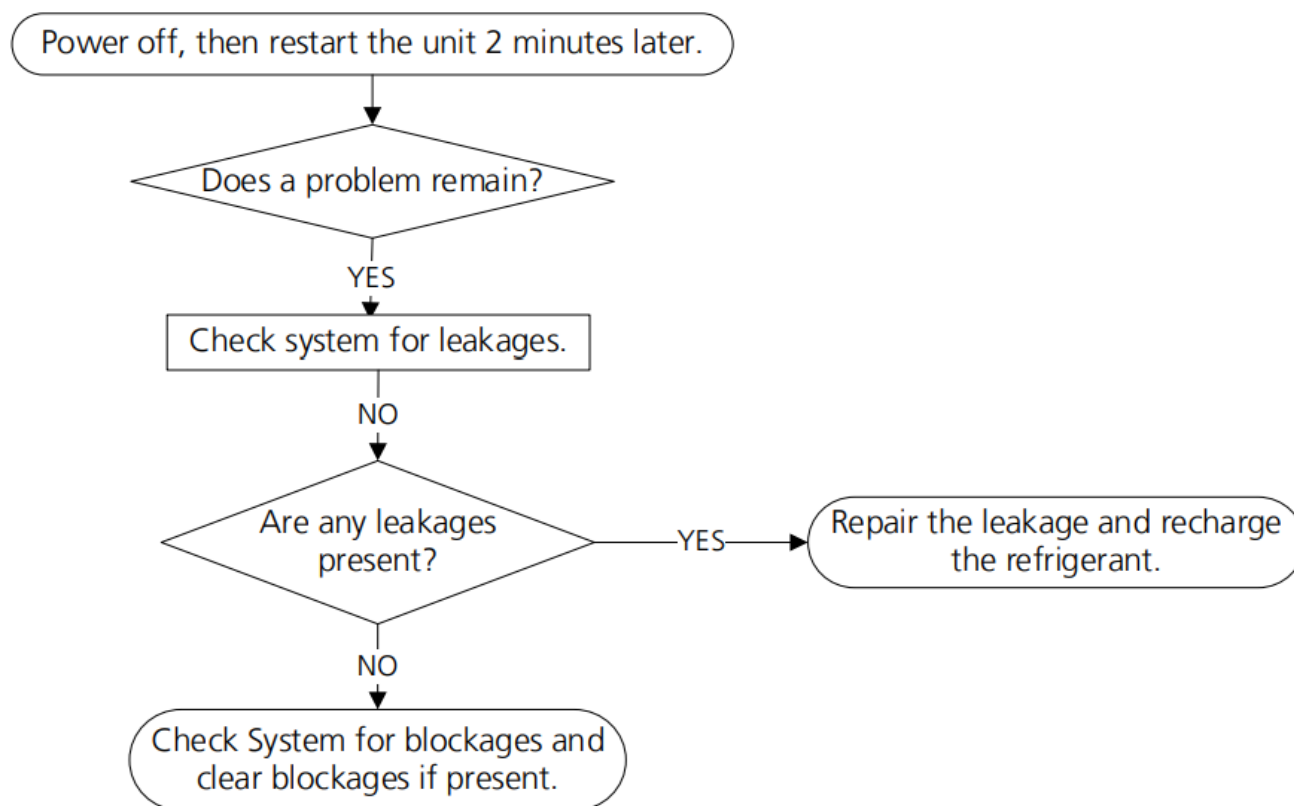 Power off, then restart the unit 2 minutes later.
Does a problem remain?
YES
Check system for leakages.
NO
Are any leakages
present?
YES
Repair the leakage and recharge
the refrigerant.
NO
Check System for blockages and
clear blockages if present.